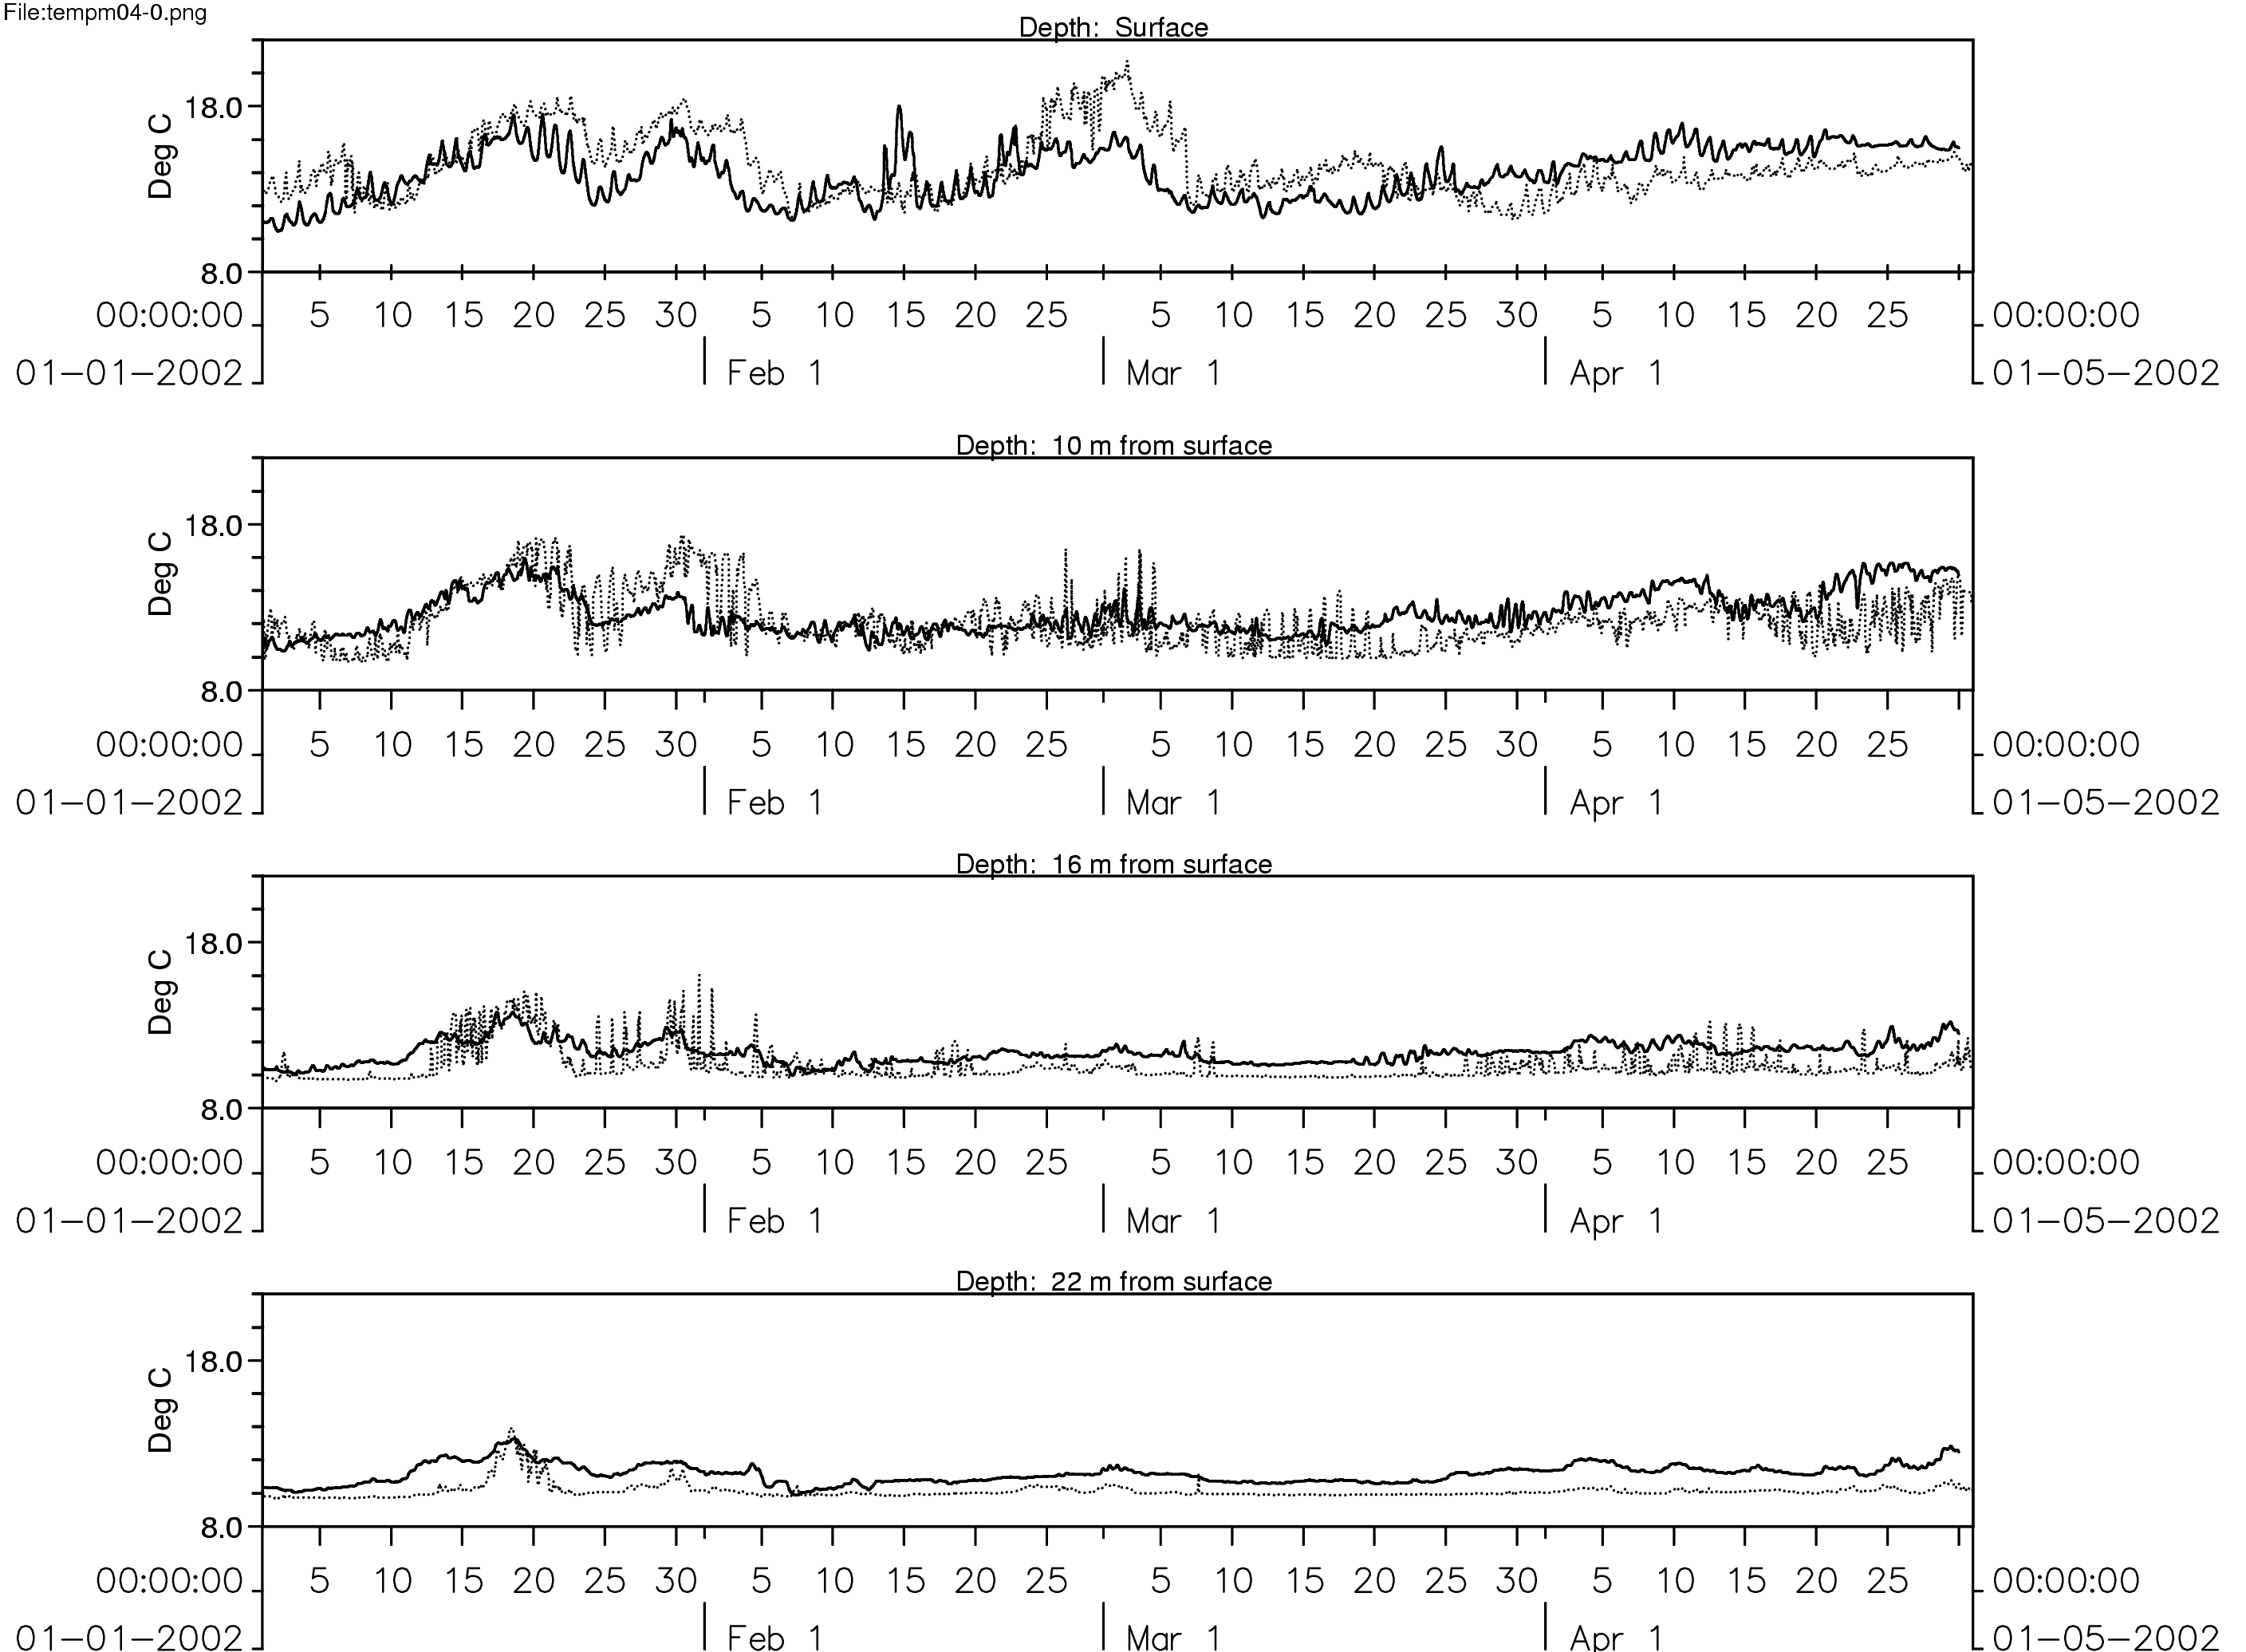 File:tempm04-0.png
Depth: Surface
Deg C
18.0
8.0
00:00:00 5 10 15 20 25 30 5 10 15 20 25 5 10 15 20 25 30 5 10 15 20 25 00:00:00
01-01-2002 Feb 1 Mar 1 Apr 1 01-05-2002
Depth: 10 m from surface
Deg C
18.0
8.0
00:00:00 5 10 15 20 25 30 5 10 15 20 25 5 10 15 20 25 30 5 10 15 20 25 00:00:00
01-01-2002 Feb 1 Mar 1 Apr 1 01-05-2002
Depth: 16 m from surface
Deg C
18.0
8.0
00:00:00 5 10 15 20 25 30 5 10 15 20 25 5 10 15 20 25 30 5 10 15 20 25 00:00:00
01-01-2002 Feb 1 Mar 1 Apr 1 01-05-2002
Depth: 22 m from surface
Deg C
18.0
8.0
00:00:00 5 10 15 20 25 30 5 10 15 20 25 5 10 15 20 25 30 5 10 15 20 25 00:00:00
01-01-2002 Feb 1 Mar 1 Apr 1 01-05-2002